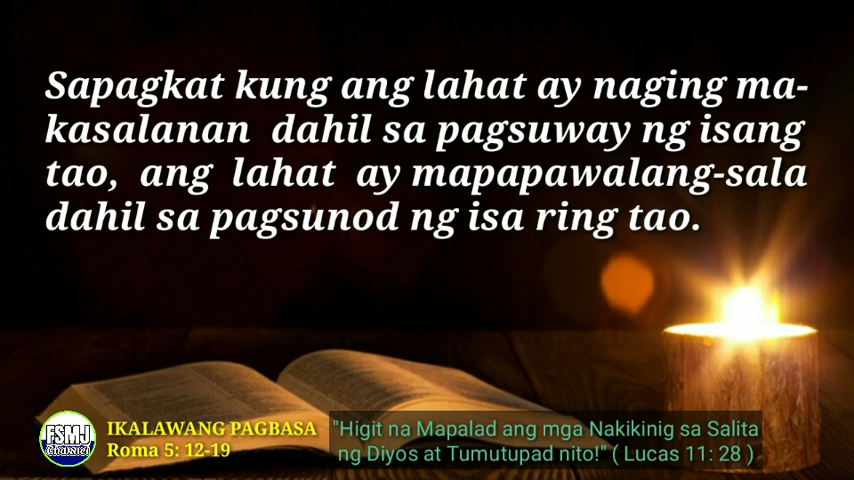 Sapagkat kung ang lahat ay naging ma-
kasalanan dahil sa pagsuway ng isang
tao, ang lahat ay mapapawalang-sala
dahil sa pagsunod ng isa ring tao.
FSMJ
Channel
IKALAWANG PAGBASA
Roma 5: 12-19
"Higit na Mapalad ang mga Nakikinig sa Salita
ng Diyos at Tumutupad nito!" ( Lucas 11: 28 )